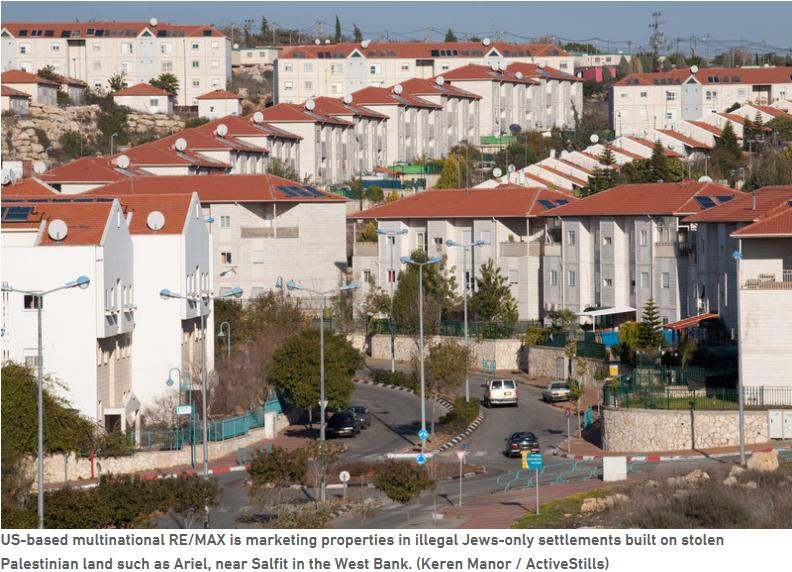 US-based multinational RE/MAX is marketing properties in illegal Jews-only settlements built on stolen
Palestinian land such as Ariel, near Salfit in the West Bank. (Keren Manor / ActiveStills)